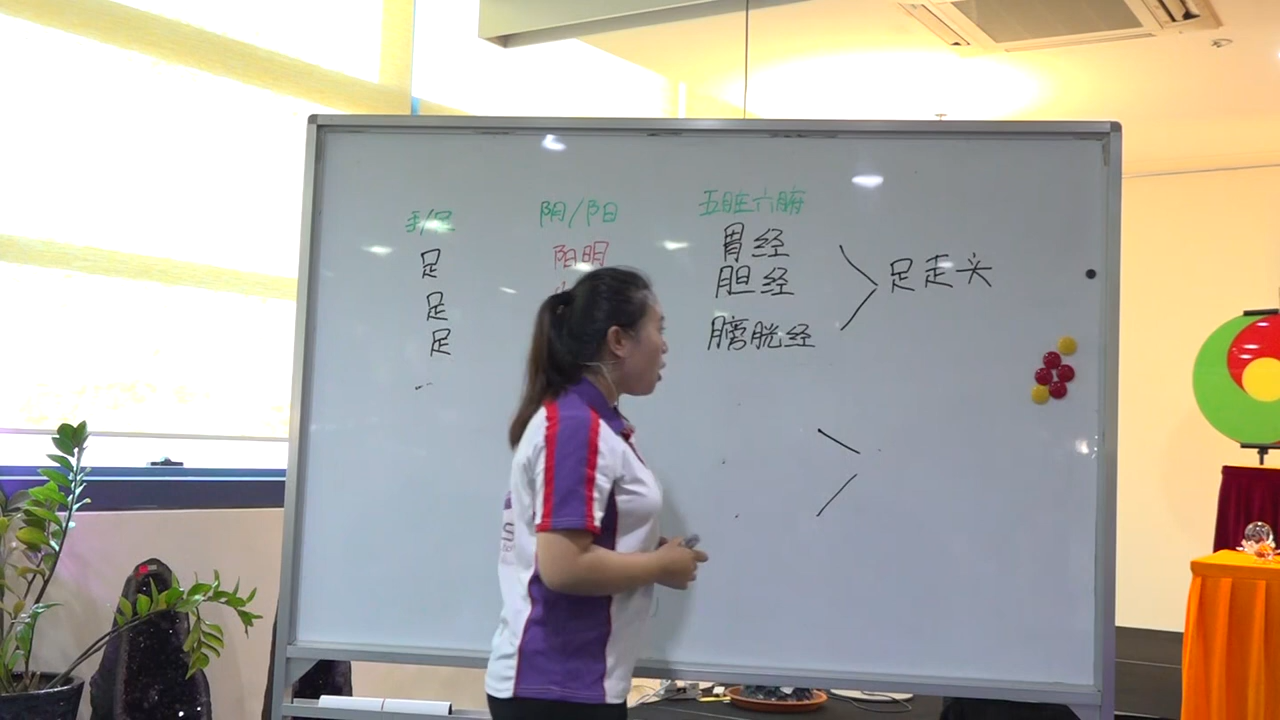 手/足 阴/阳 五脏六腑
足 阳明 胃经
足 胆经 足走头
足 膀胱经